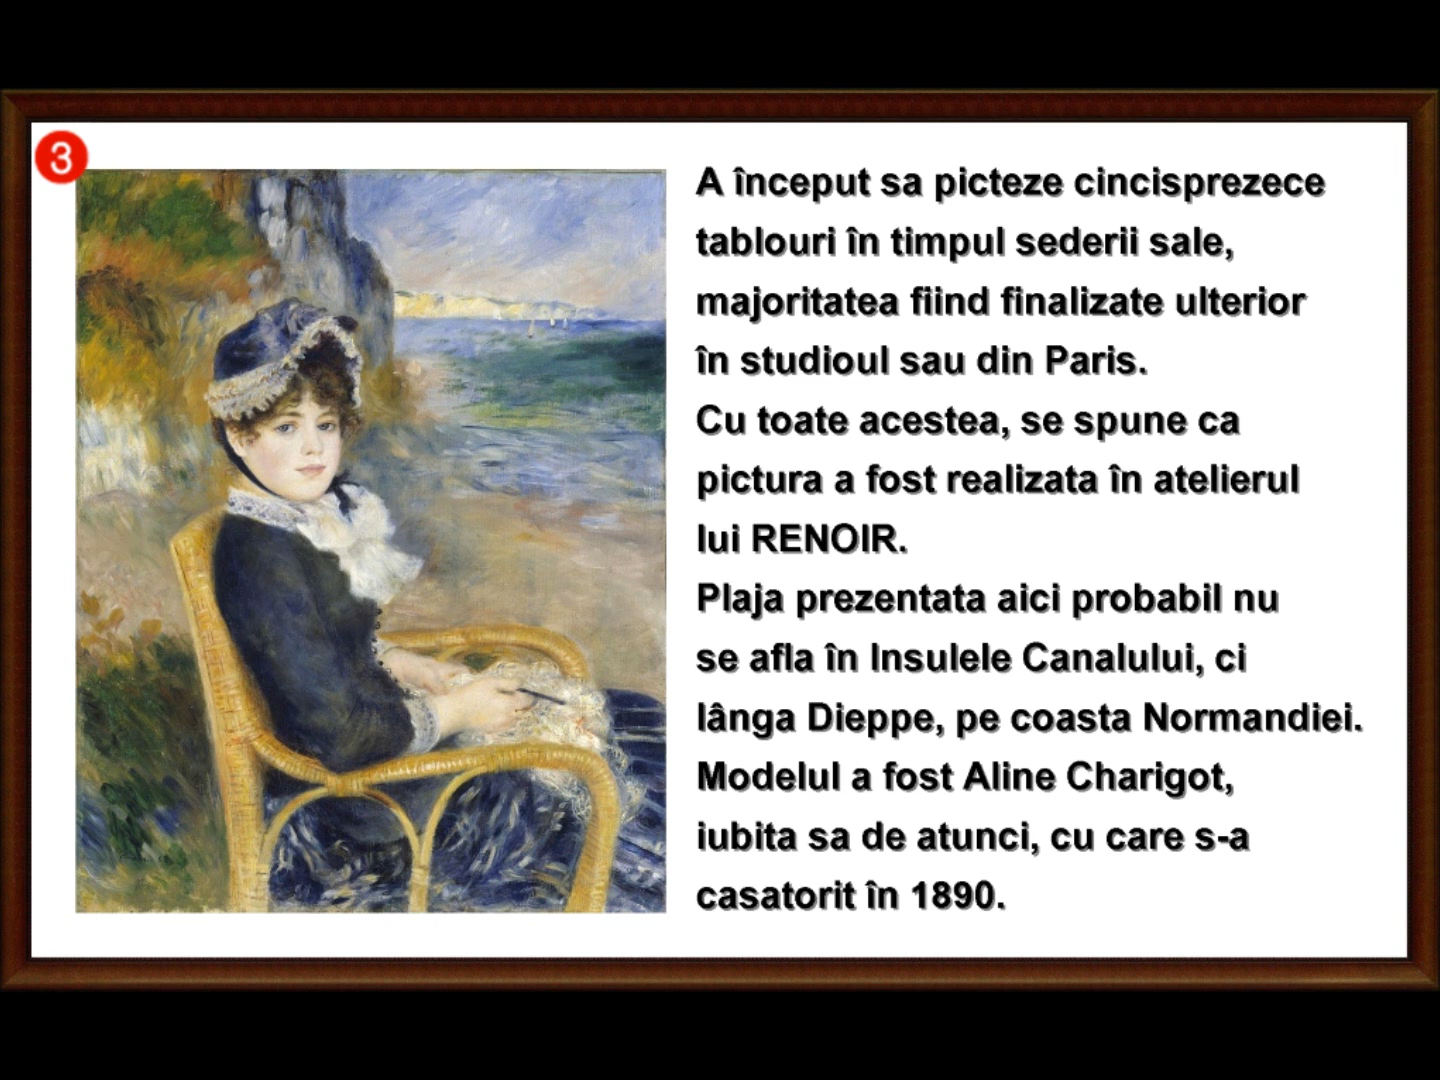 3
A început sa picteze cincisprezece
tablouri în timpul sederii sale,
majoritatea fiind finalizate ulterior
în studioul sau din Paris.
Cu toate acestea, se spune ca
pictura a fost realizata în atelierul
lui RENOIR.
Plaja prezentata aici probabil nu
se afla în Insulele Canalului, ci
lânga Dieppe, pe coasta Normandiei.
Modelul a fost Aline Charigot,
iubita sa de atunci, cu care s-a
casatorit în 1890.